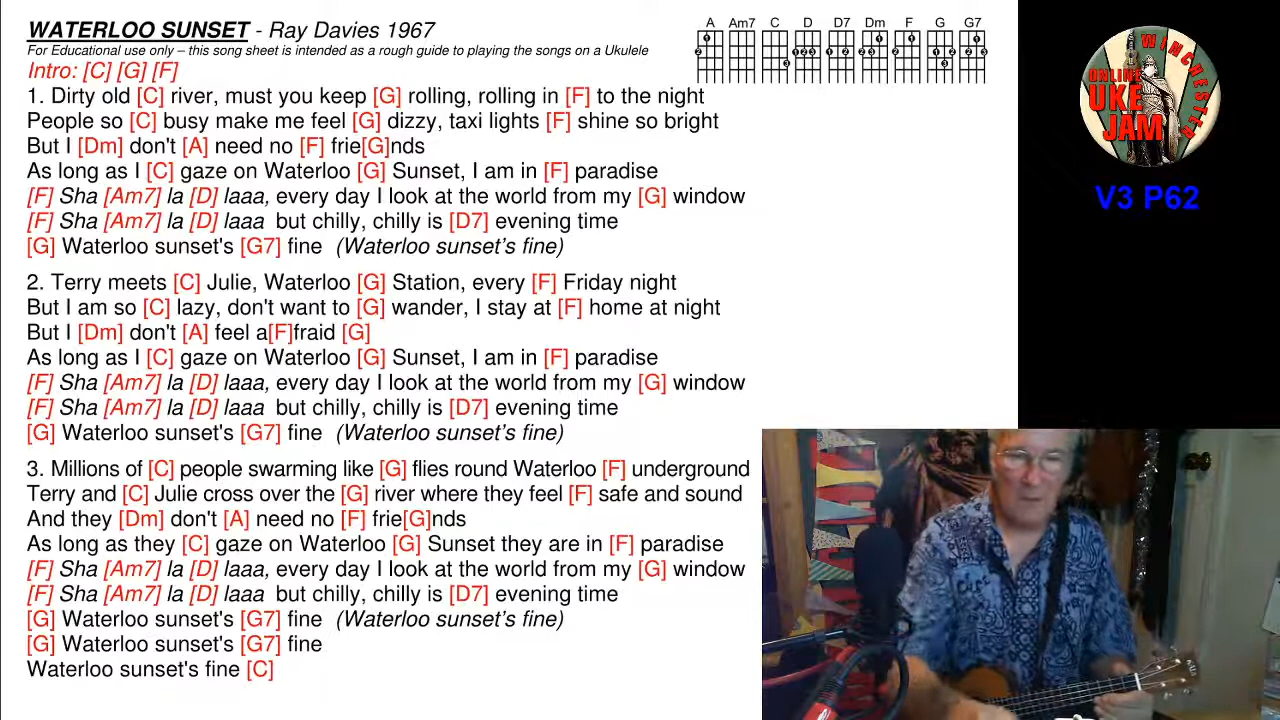 WATERLOO SUNSET - Ray Davies 1967
For Educational use only – this song sheet is intended as a rough guide to playing the songs on a Ukulele
A Am7 C D D7 Dm F G G7
Intro: [C] [G] [F]
1. Dirty old [C] river, must you keep [G] rolling, rolling in [F] to the night
People so [C] busy make me feel [G] dizzy, taxi lights [F] shine so bright
But I [Dm] don't [A] need no [F] frie[G]nds
As long as I [C] gaze on Waterloo [G] Sunset, I am in [F] paradise
[F] Sha [Am7] la [D] laaa, every day I look at the world from my [G] window
[F] Sha [Am7] la [D] laaa but chilly, chilly is [D7] evening time
[G] Waterloo sunset's [G7] fine (Waterloo sunset’s fine)
2. Terry meets [C] Julie, Waterloo [G] Station, every [F] Friday night
But I am so [C] lazy, don't want to [G] wander, I stay at [F] home at night
But I [Dm] don't [A] feel a[F]fraid [G]
As long as I [C] gaze on Waterloo [G] Sunset, I am in [F] paradise
[F] Sha [Am7] la [D] laaa, every day I look at the world from my [G] window
[F] Sha [Am7] la [D] laaa but chilly, chilly is [D7] evening time
[G] Waterloo sunset's [G7] fine (Waterloo sunset’s fine)
3. Millions of [C] people swarming like [G] flies round Waterloo [F] underground
Terry and [C] Julie cross over the [G] river where they feel [F] safe and sound
And they [Dm] don't [A] need no [F] frie[G]nds
As long as they [C] gaze on Waterloo [G] Sunset they are in [F] paradise
[F] Sha [Am7] la [D] laaa, every day I look at the world from my [G] window
[F] Sha [Am7] la [D] laaa but chilly, chilly is [D7] evening time
[G] Waterloo sunset's [G7] fine (Waterloo sunset’s fine)
[G] Waterloo sunset's [G7] fine
Waterloo sunset's fine [C]
WINCHESTER
ONLINE
UKE
JAM
V3 P62